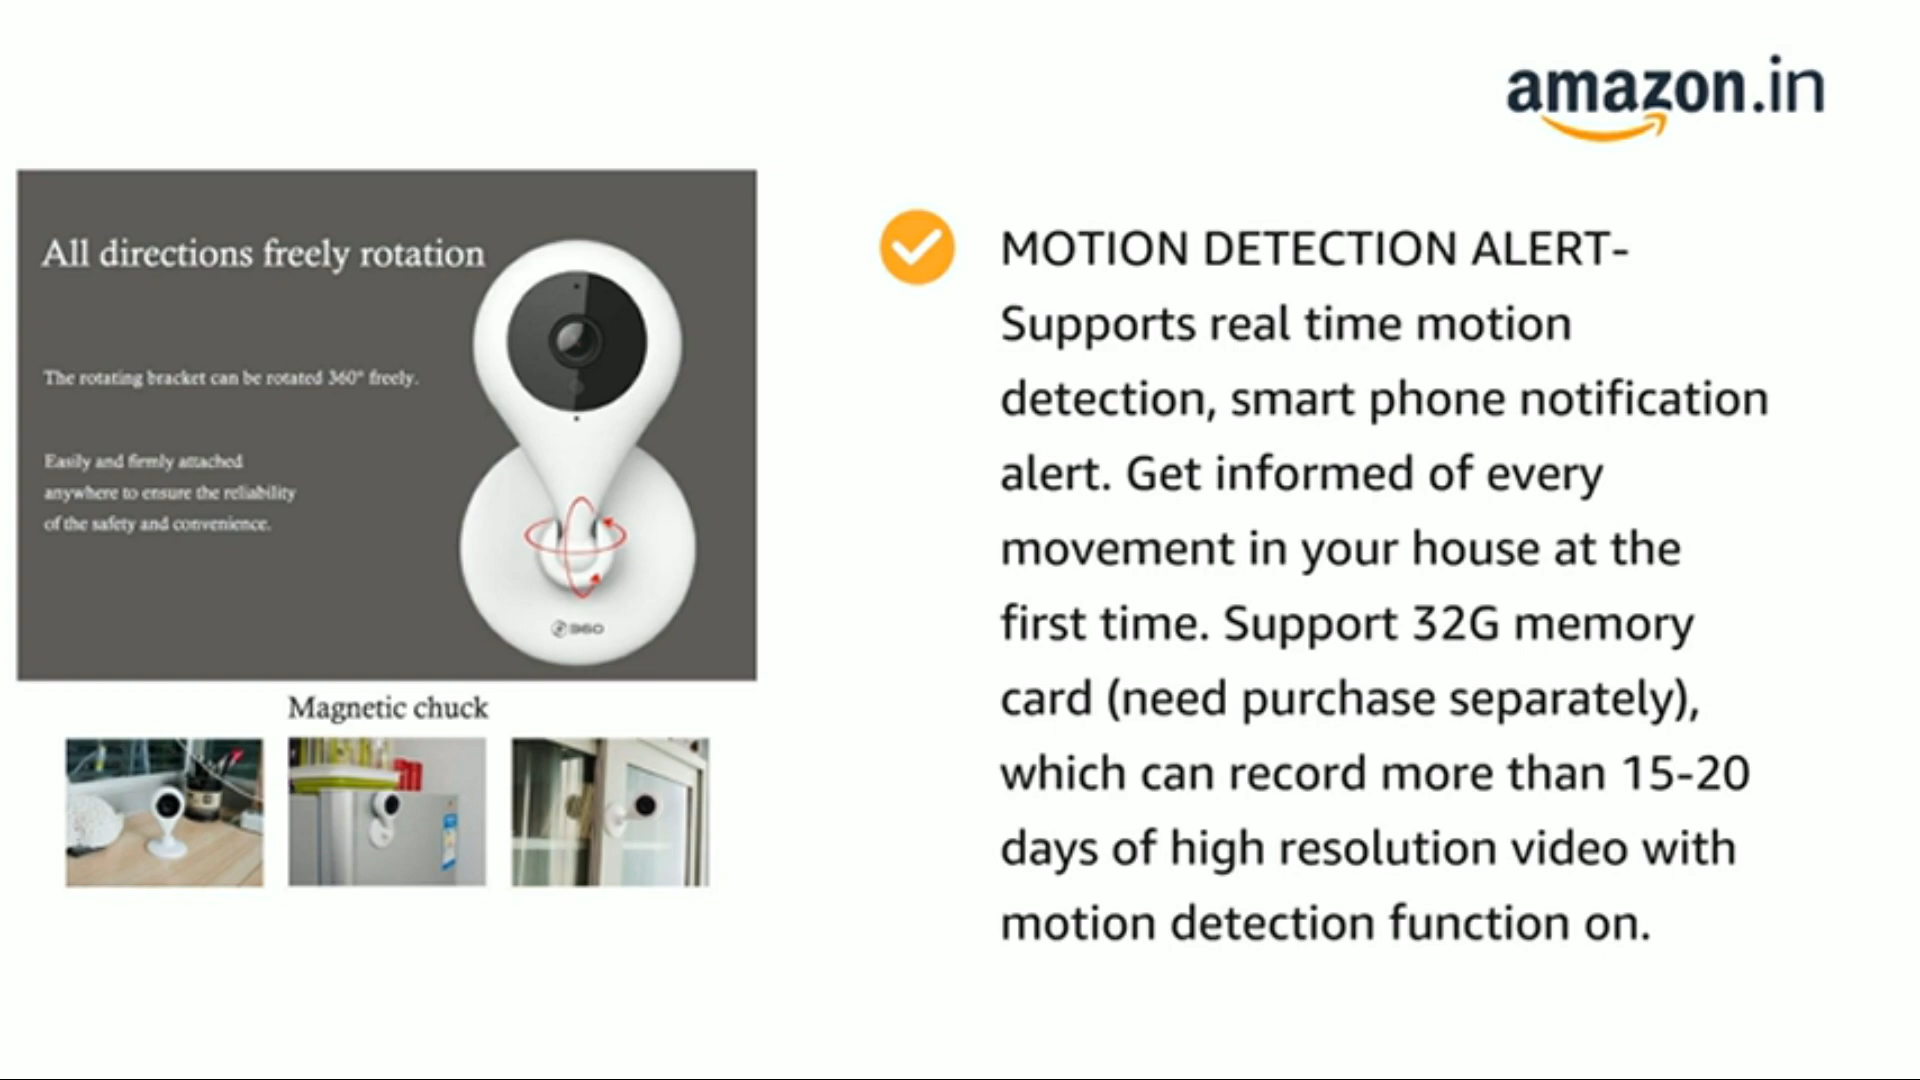 amazon.in
All directions freely rotation
The rotating bracket can be rotated 360° freely.
Easily and firmly attached
anywhere to ensure the reliability
of the safety and convenience.
360
Magnetic chuck
MOTION DETECTION ALERT-
Supports real time motion
detection, smart phone notification
alert. Get informed of every
movement in your house at the
first time. Support 32G memory
card (need purchase separately),
which can record more than 15-20
days of high resolution video with
motion detection function on.